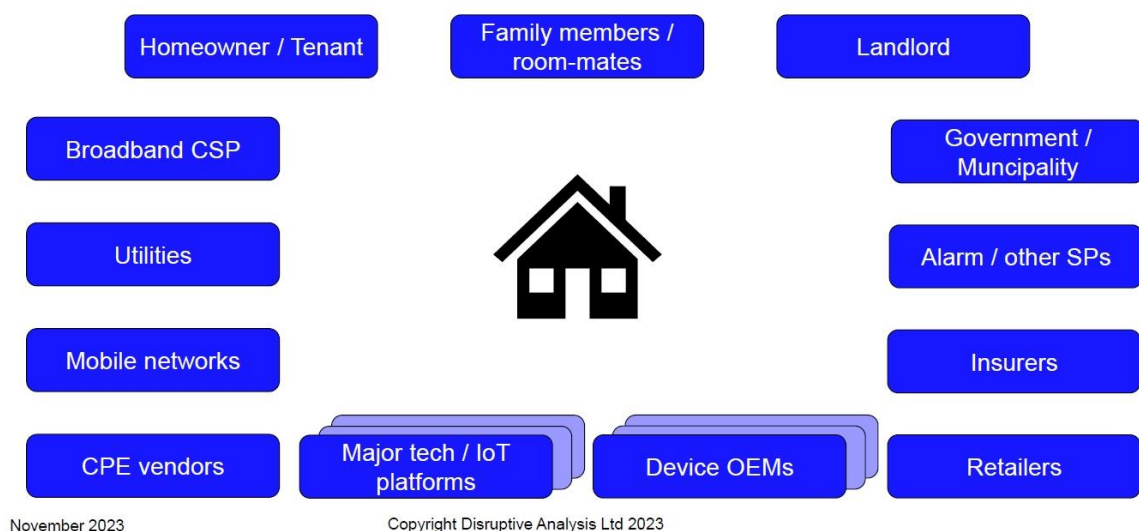 Homeowner / Tenant
Family members /
room-mates
Landlord
Broadband CSP
Government /
Muncipality
Utilities
Alarm / other SPs
Mobile networks
Insurers
CPE vendors
Major tech / IoT
platforms
Device OEMs
Retailers
November 2023
Copyright Disruptive Analysis Ltd 2023